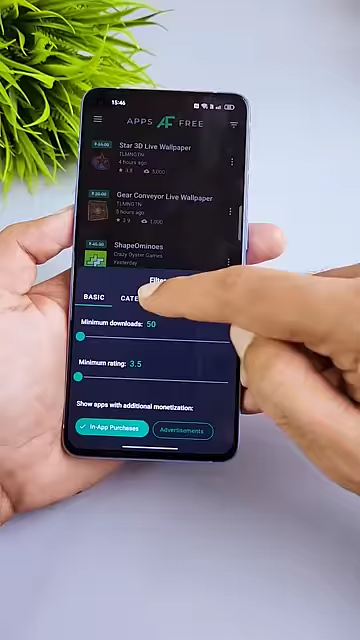 15:46
APPS AF FREE
Star 3D Live Wallpaper
TLMNGTN
4 hours ago
3.8 5,000
Gear Conveyor Live Wallpaper
TLMNGTN
5 hours ago
3.9 1,000
ShapeOminoes
Crazy Oyster Games
Yesterday
Filte
BASIC CATE
Minimum downloads: 50
Minimum rating: 3.5
Show apps with additional monetization:
In-App Purchases Advertisements